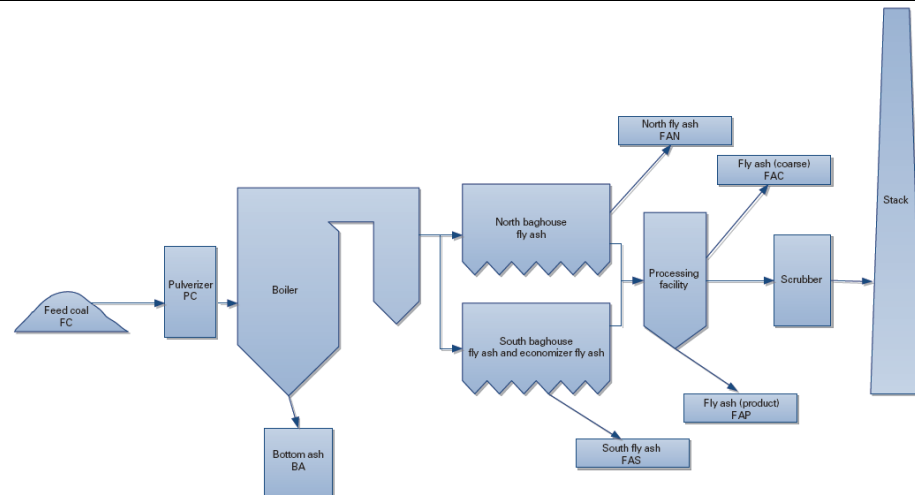 North fly ash
FAN
Fly ash (coarse)
FAC
Stack
North baghouse
fly ash
Pulverizer
PC
Boiler
Processing
facility
Scrubber
Feed coal
FC
South baghouse
fly ash and economizer fly ash
Fly ash (product)
FAP
Bottom ash
BA
South fly ash
FAS